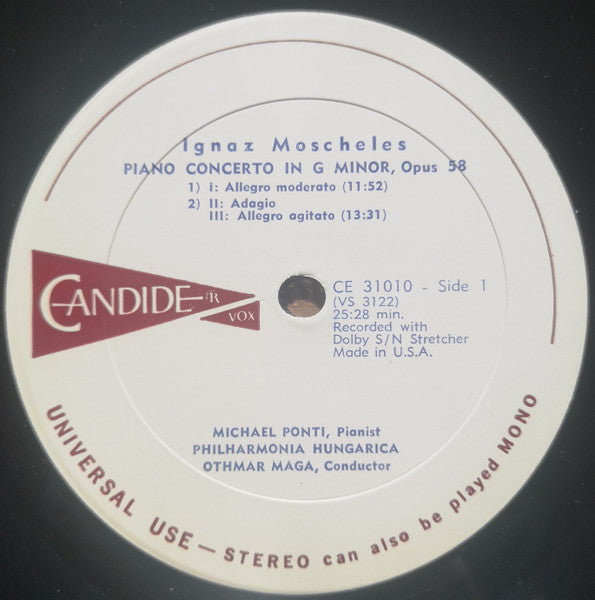 Ignaz Moscheles
PIANO CONCERTO IN G MINOR, Opus 58
1) I: Allegro moderato (11:52)
2) II: Adagio
III: Allegro agitato (13:31)
CANDIDE R
VOX
CE 31010 - Side 1
(VS 3122)
25:28 min.
Recorded with
Dolby S/N Stretcher
Made in U.S.A.
MICHAEL PONTI, Pianist
PHILHARMONIA HUNGARICA
OTHMAR MAGA, Conductor
UNIVERSAL USE — STEREO can also be played MONO